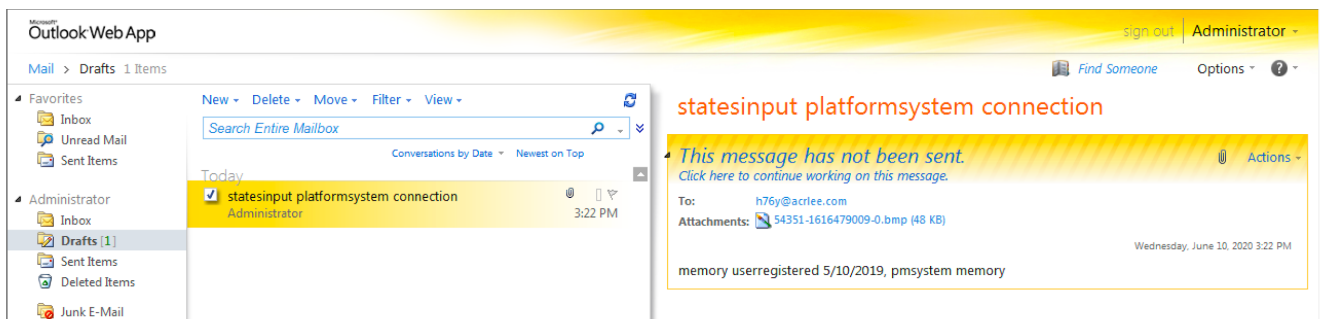 Microsoft®
Outlook Web App
sign out Administrator
Mail > Drafts 1 Items
Find Someone Options ?
Favorites
Inbox
Unread Mail
Sent Items
Administrator
Inbox
Drafts [1]
Sent Items
Deleted Items
Junk E-Mail
New Delete Move Filter View
Search Entire Mailbox
Conversations by Date Newest on Top
Today
statesinput platformsystem connection
Administrator 3:22 PM
statesinput platformsystem connection
This message has not been sent. Actions
Click here to continue working on this message.
To: h76y@acrlee.com
Attachments: 54351-1616479009-0.bmp (48 KB)
Wednesday, June 10, 2020 3:22 PM
memory userregistered 5/10/2019, pmsystem memory